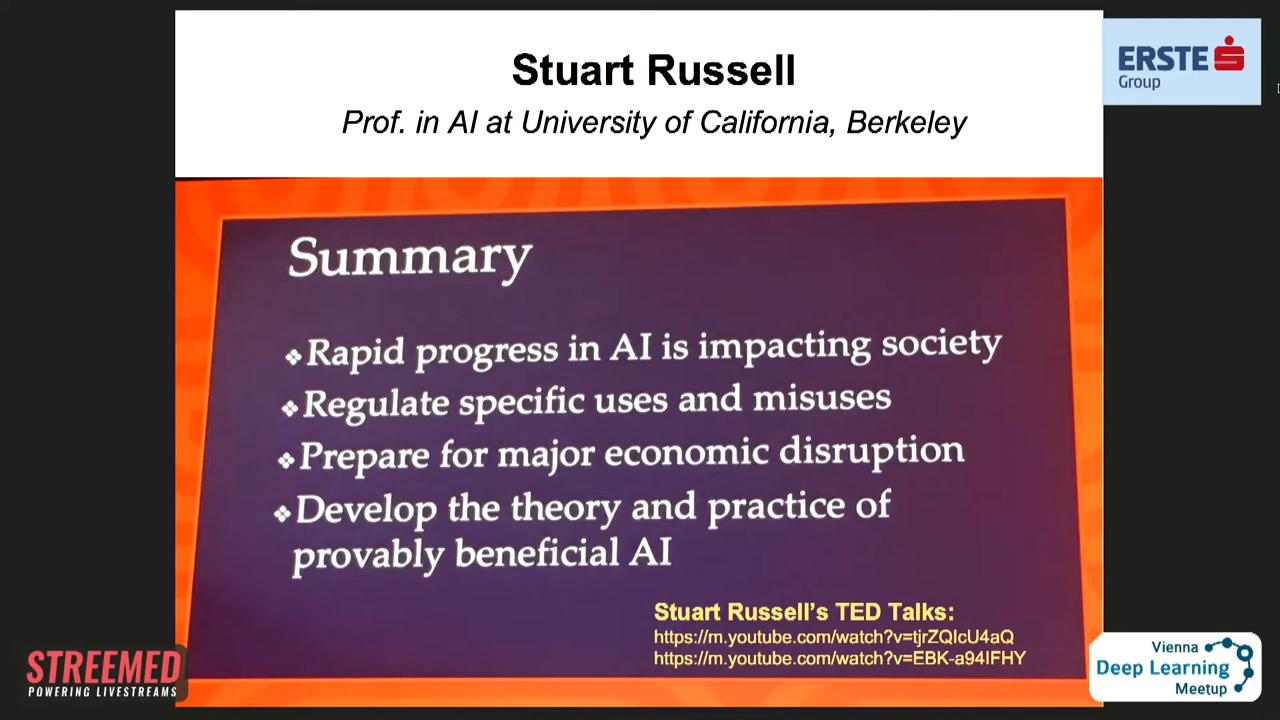 Stuart Russell
Prof. in AI at University of California, Berkeley
ERSTE
Group
Summary
❖Rapid progress in AI is impacting society
❖Regulate specific uses and misuses
❖Prepare for major economic disruption
❖Develop the theory and practice of
provably beneficial AI
Stuart Russell’s TED Talks:
https://m.youtube.com/watch?v=tjrZQIcU4aQ
https://m.youtube.com/watch?v=EBK-a94IFHY
STREEMED
POWERING LIVESTREAMS
Vienna
Deep Learning
Meetup